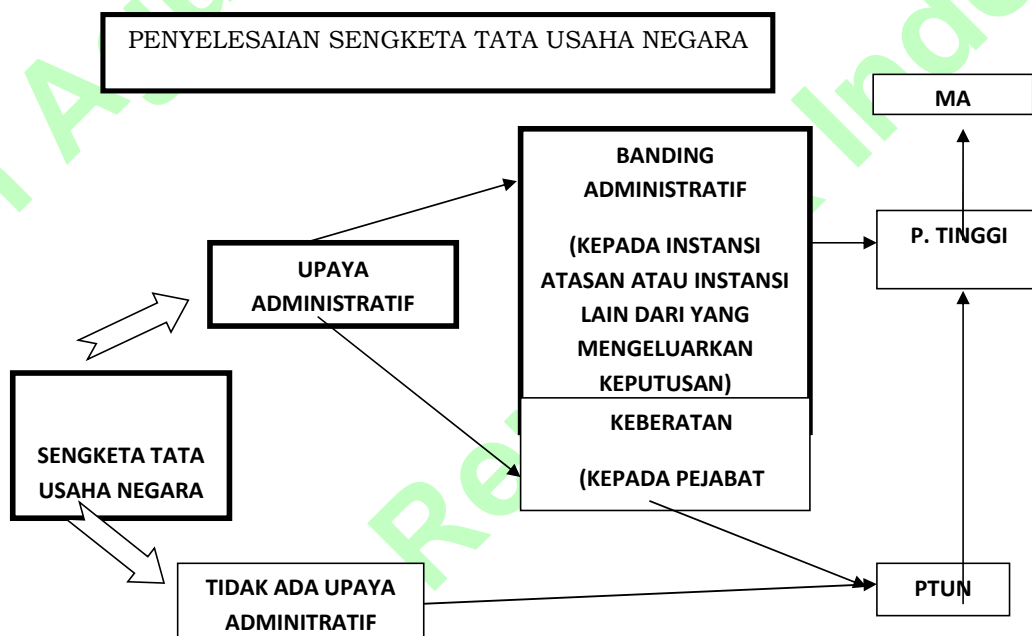 PENYELESAIAN SENGKETA TATA USAHA NEGARA
MA
BANDING
ADMINISTRATIF
(KEPADA INSTANSI
ATASAN ATAU INSTANSI
LAIN DARI YANG
MENGELUARKAN
KEPUTUSAN)
P. TINGGI
UPAYA
ADMINISTRATIF
KEBERATAN
(KEPADA PEJABAT
SENGKETA TATA
USAHA NEGARA
TIDAK ADA UPAYA
ADMINITRATIF
PTUN